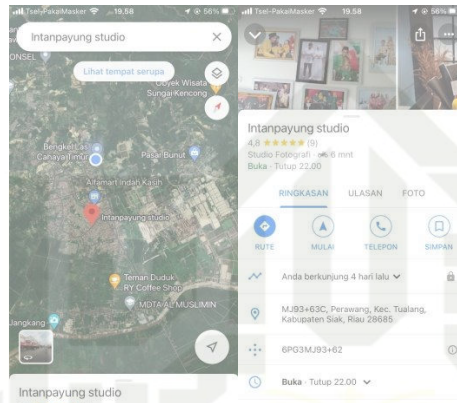 Tsel-PakaiMasker
19.58
56%
Intanpayung studio
Lihat tempat serupa
Obyek Wisata
Sungai Kencong
Bengkel Las
Cahaya Timur
Pasar Bunut
Alfamart Indah Kasih
Intanpayung studio
Teman Duduk
RY Coffee Shop
MDTA AL MUSLIMIN
Jangkang
Intanpayung studio
Tsel-PakaiMasker
19.58
56%
Intanpayung studio
4,8 ★★★★★ (9)
Studio Fotografi · 6 mnt
Buka · Tutup 22.00
RINGKASAN ULASAN FOTO
RUTE MULAI TELEPON SIMPAN
Anda berkunjung 4 hari lalu
MJ93+63C, Perawang, Kec. Tualang,
Kabupaten Siak, Riau 28685
6PG3MJ93+62
Buka · Tutup 22.00